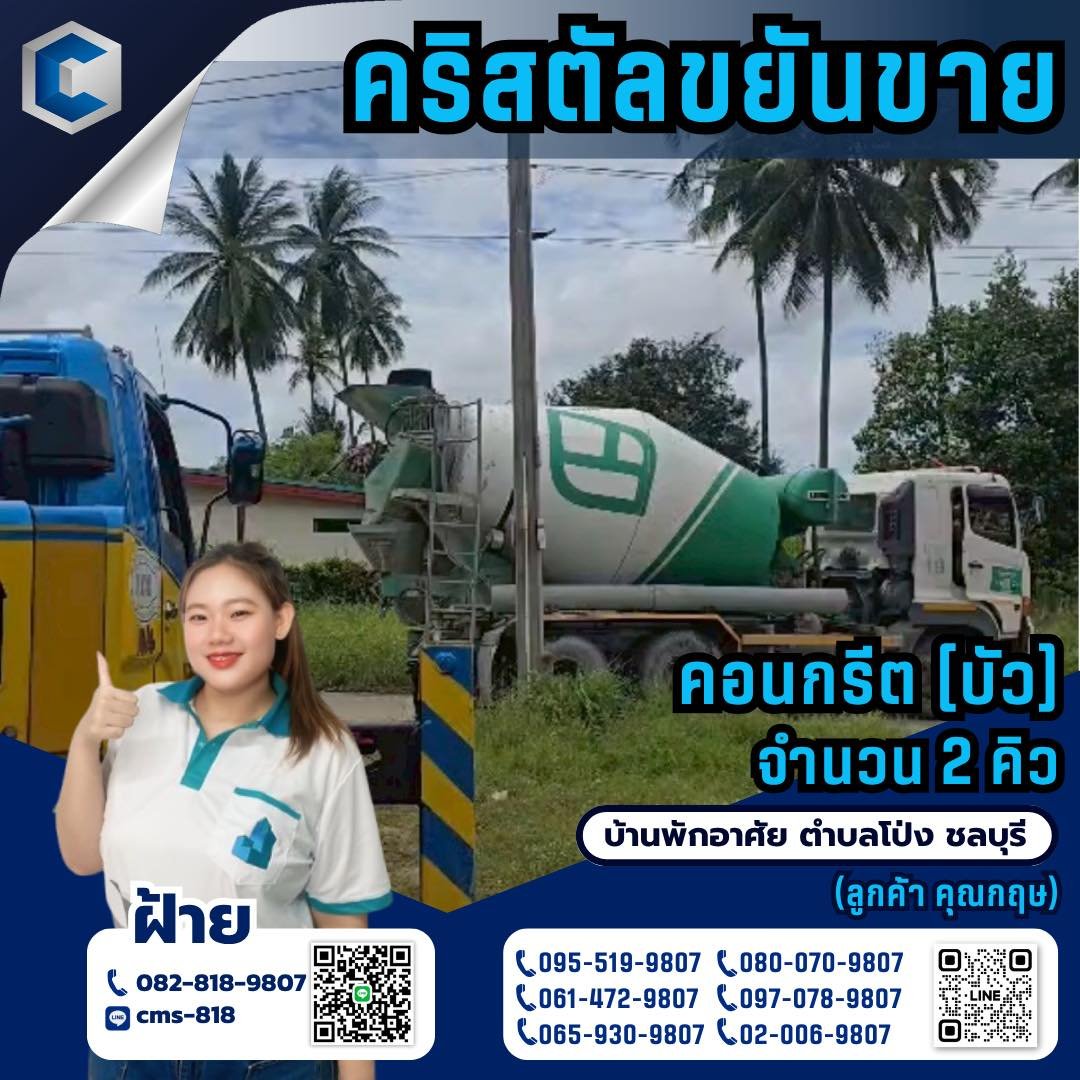 คริสตัลขยันขาย
คอนกรีต (บัว)
จำนวน 2 คิว
บ้านพักอาศัย ตำบลโป่ง ชลบุรี
(ลูกค้า คุณกฤษ)
ฝ้าย
082-818-9807
LINE cms-818
095-519-9807 080-070-9807
061-472-9807 097-078-9807
065-930-9807 02-006-9807
LINE